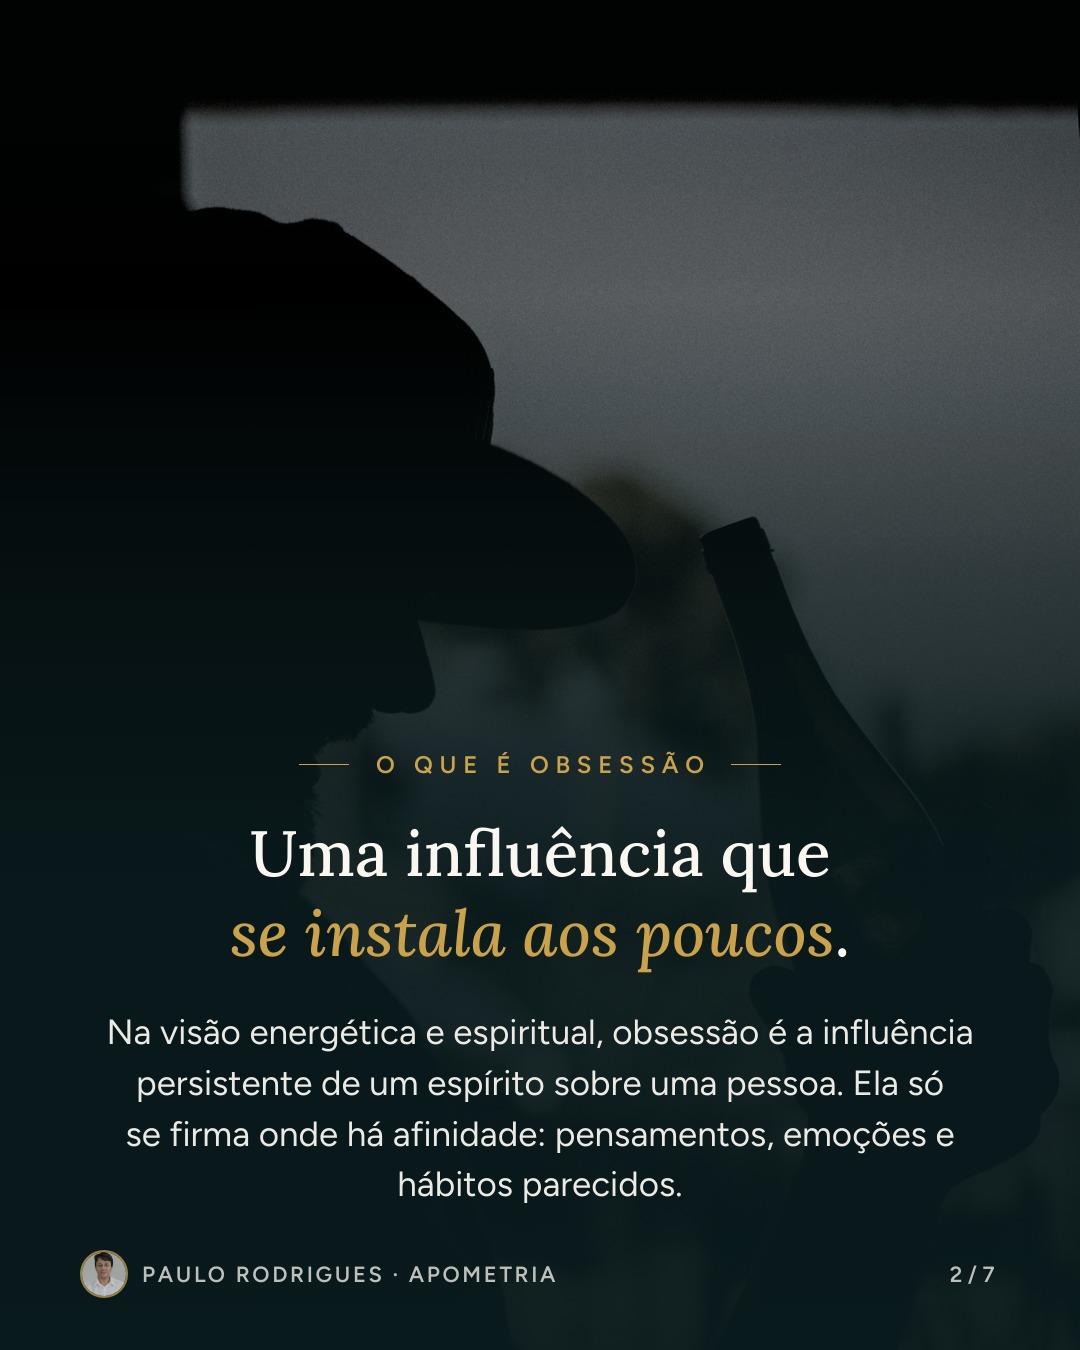 O QUE É OBSESSÃO
Uma influência que
se instala aos poucos.
Na visão energética e espiritual, obsessão é a influência
persistente de um espírito sobre uma pessoa. Ela só
se firma onde há afinidade: pensamentos, emoções e
hábitos parecidos.
PAULO RODRIGUES · APOMETRIA
2/7